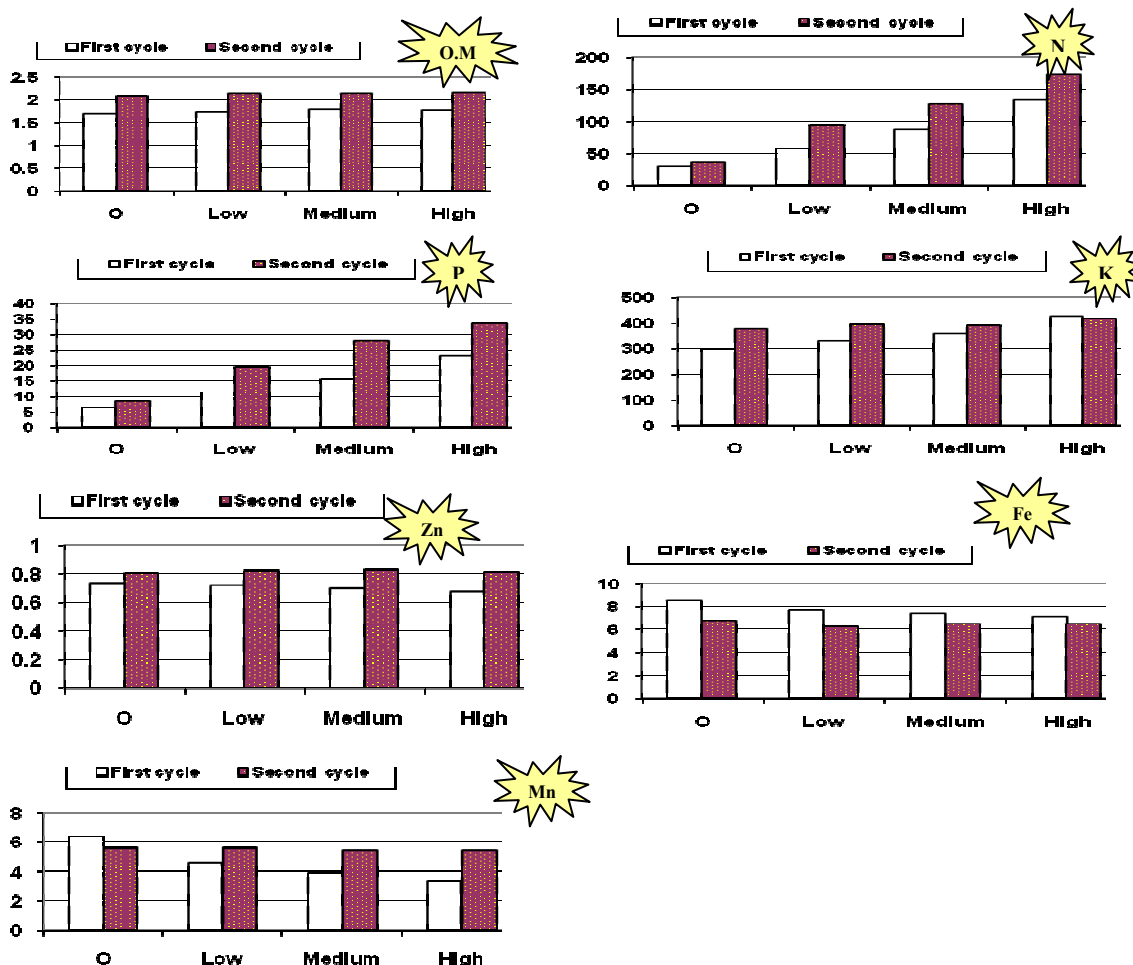 First cycle Second cycle
O.M
2.5
2
1.5
1
0.5
0
O Low Medium High
First cycle Second cycle
N
200
150
100
50
0
O Low Medium High
First cycle Second cycle
P
40
35
30
25
20
15
10
5
0
O Low Medium High
First cycle Second cycle
K
500
400
300
200
100
0
O Low Medium High
First cycle Second cycle
Zn
1
0.8
0.6
0.4
0.2
0
O Low Medium High
Fe
First cycle Second cycle
10
8
6
4
2
0
O Low Medium High
First cycle Second cycle
Mn
8
6
4
2
0
O Low Medium High